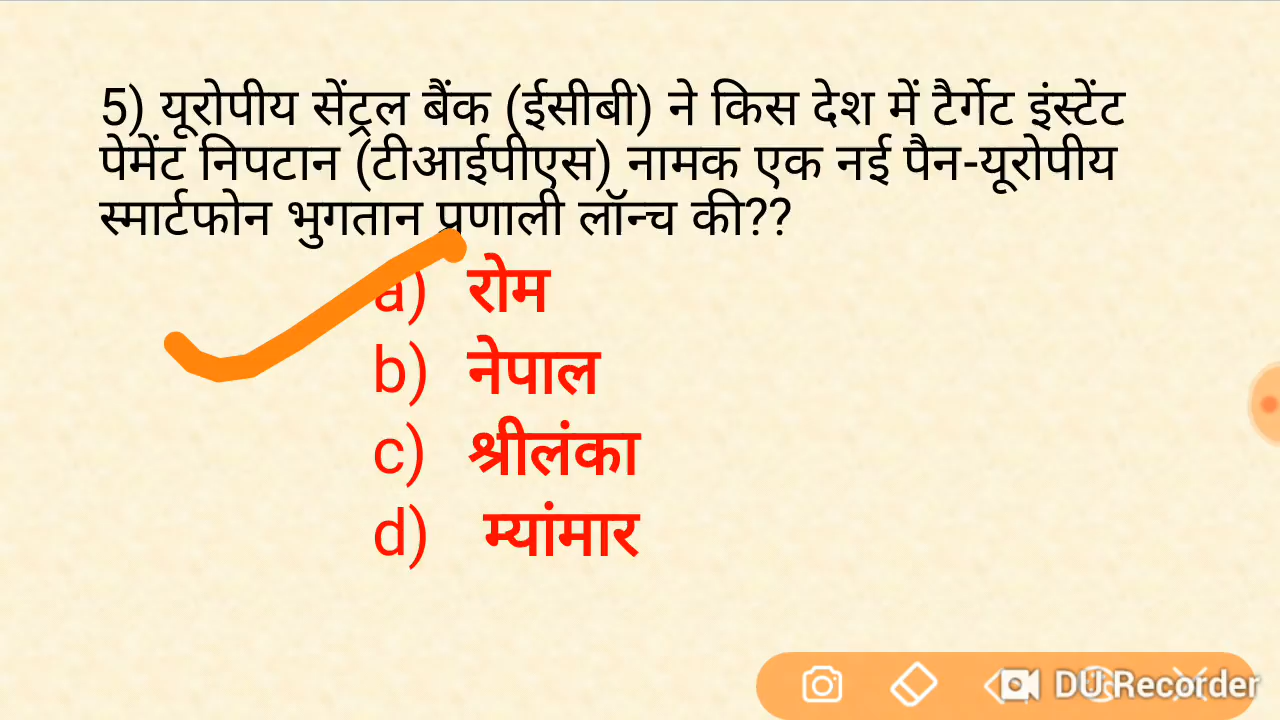 5) यूरोपीय सेंट्रल बैंक (ईसीबी) ने किस देश में टैर्गेट इंस्टेंट
पेमेंट निपटान (टीआईपीएस) नामक एक नई पैन-यूरोपीय
स्मार्टफोन भुगतान प्रणाली लॉन्च की??
a) रोम
b) नेपाल
c) श्रीलंका
d) म्यांमार
DU Recorder